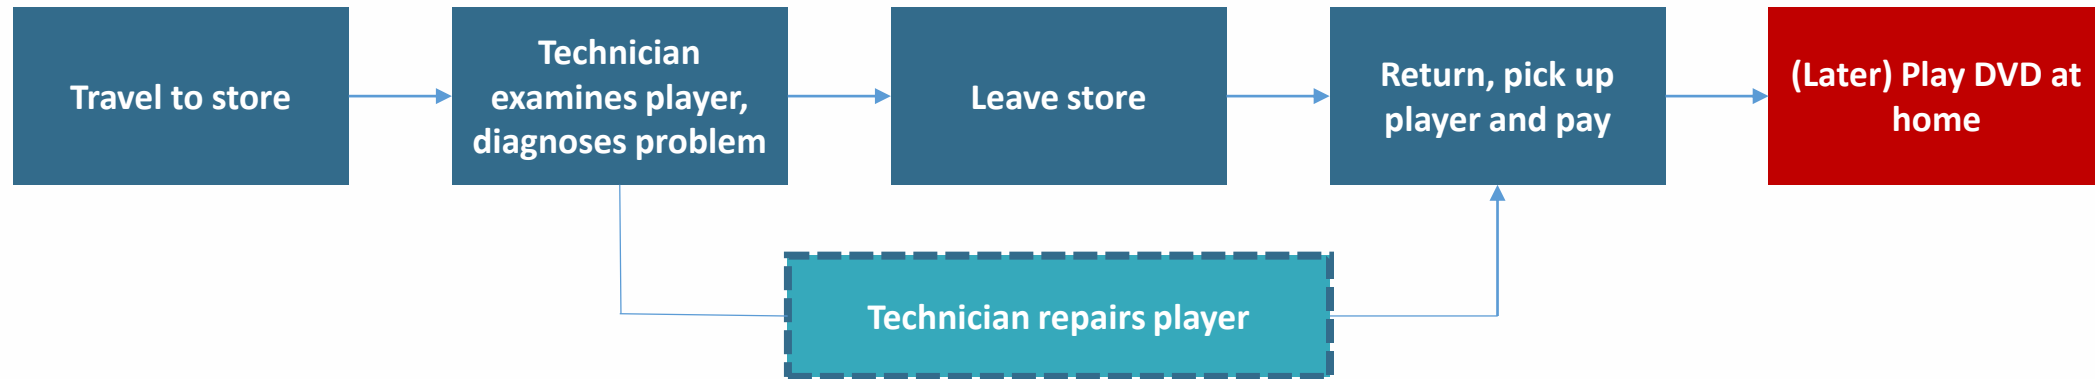 Travel to store
Technician
examines player,
diagnoses problem
Leave store
Return, pick up
player and pay
(Later) Play DVD at
home
Technician repairs player